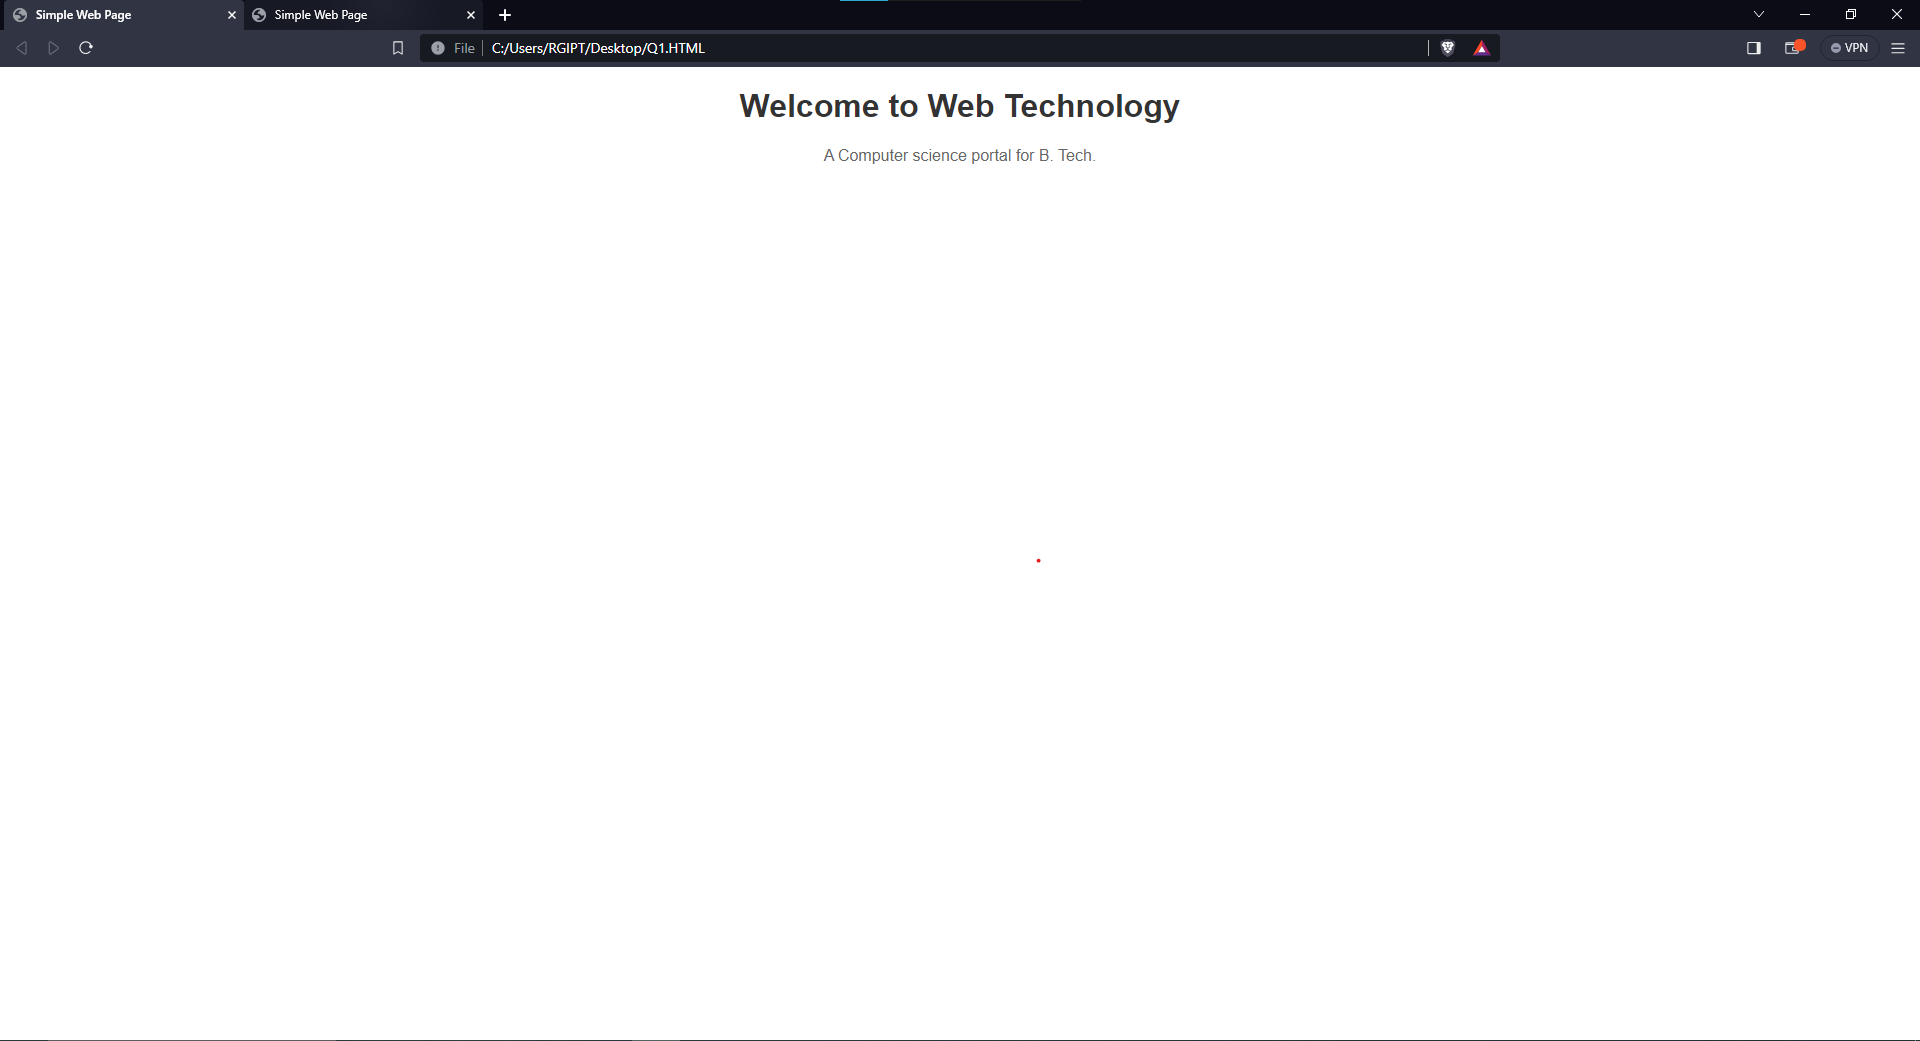 Simple Web Page
Simple Web Page
File
C:/Users/RGIPT/Desktop/Q1.HTML
VPN
Welcome to Web Technology
A Computer science portal for B. Tech.